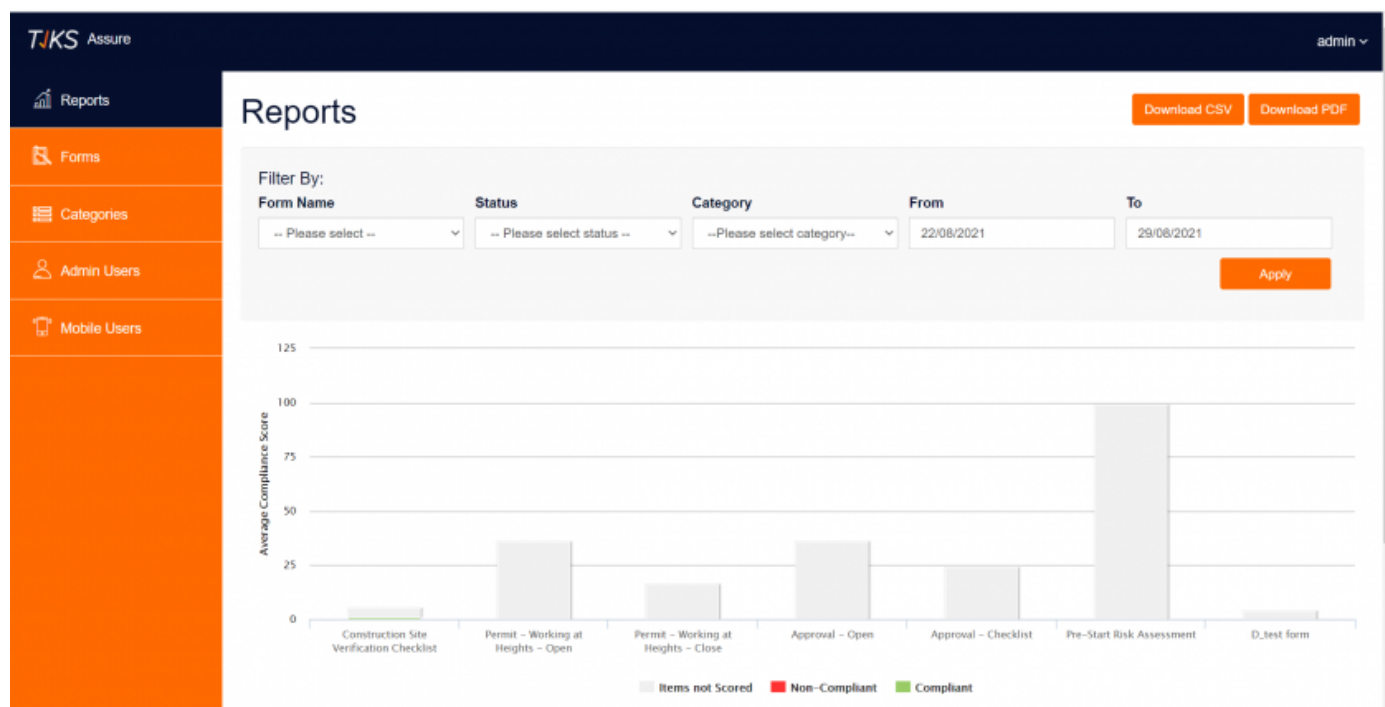 TJKS Assure
admin
Reports
Forms
Categories
Admin Users
Mobile Users
Reports
Download CSV Download PDF
Filter By:
Form Name Status Category From To
-- Please select -- -- Please select status -- --Please select category-- 22/08/2021 29/08/2021
Apply
125
100
75
50
25
0
Average Compliance Score
Construction Site
Verification Checklist
Permit - Working at
Heights - Open
Permit - Working at
Heights - Close
Approval - Open
Approval - Checklist
Pre-Start Risk Assessment
D_test form
Items not Scored Non-Compliant Compliant